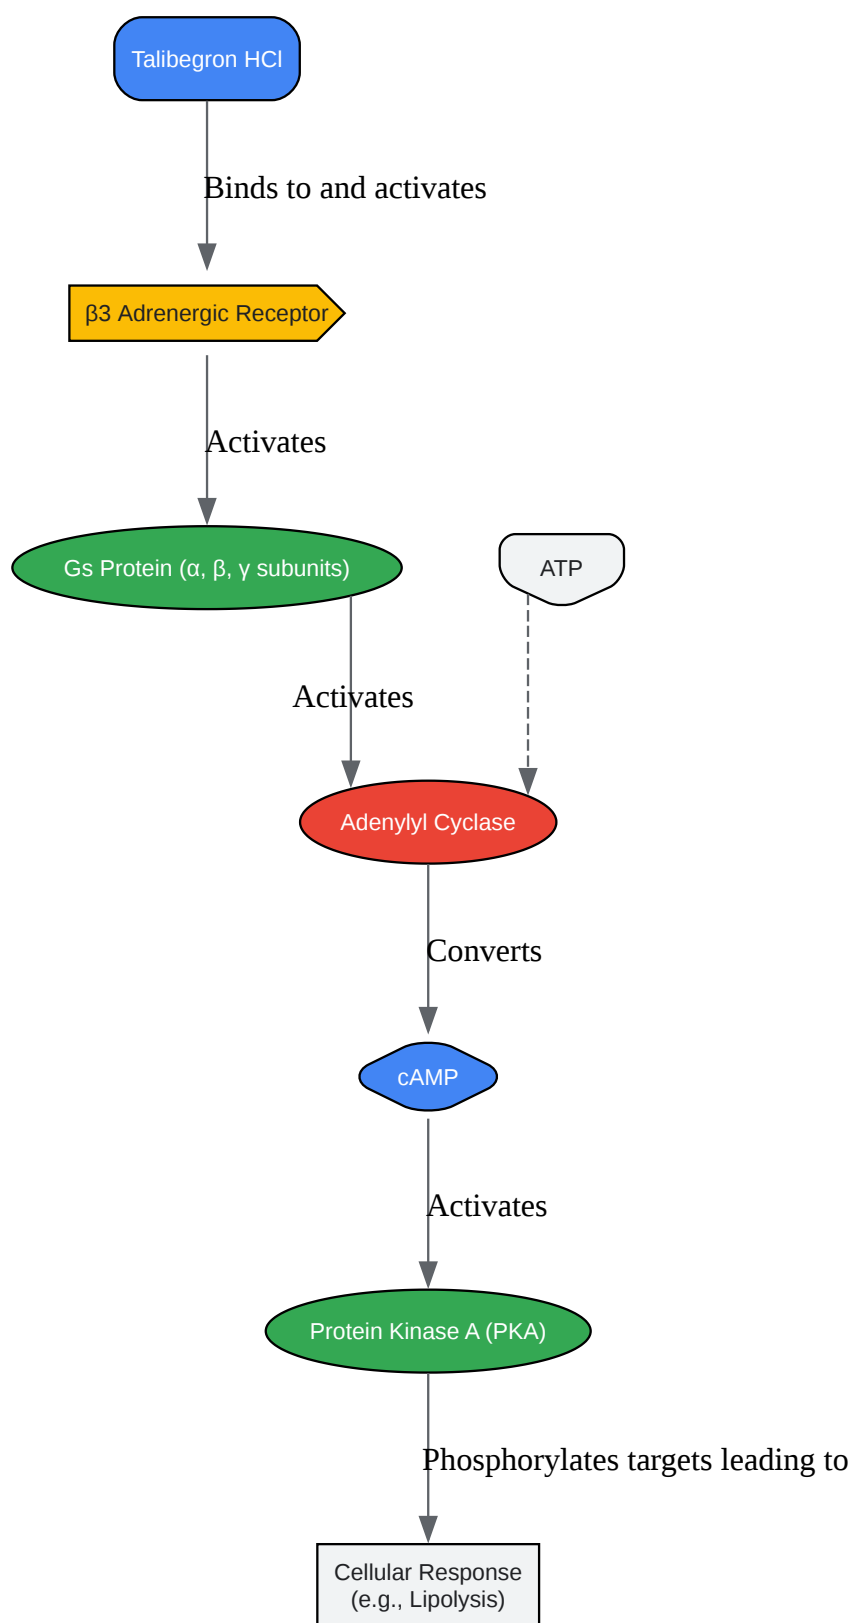 Talibegron HCl
Binds to and activates
β3 Adrenergic Receptor
Activates
Gs Protein (α, β, γ subunits)
ATP
Activates
Adenylyl Cyclase
Converts
cAMP
Activates
Protein Kinase A (PKA)
Phosphorylates targets leading to
Cellular Response
(e.g., Lipolysis)